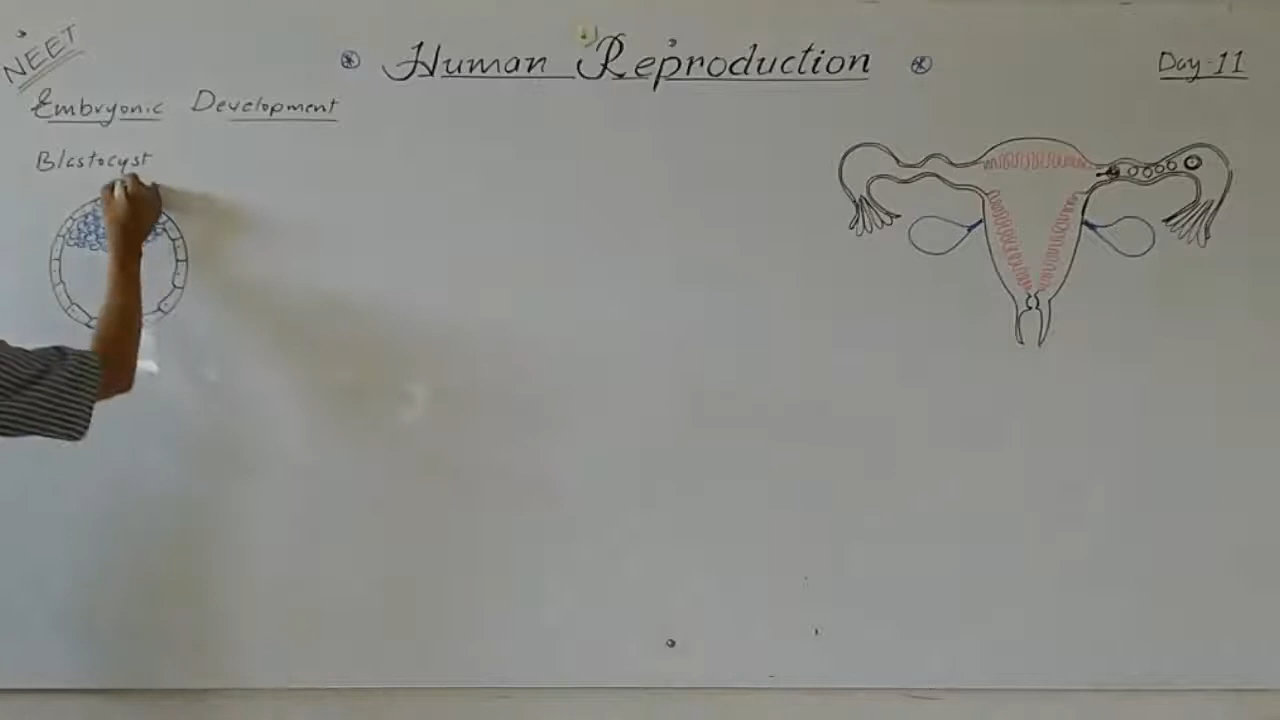 NEET
Human Reproduction
Day-11
Embryonic Development
Blastocyst